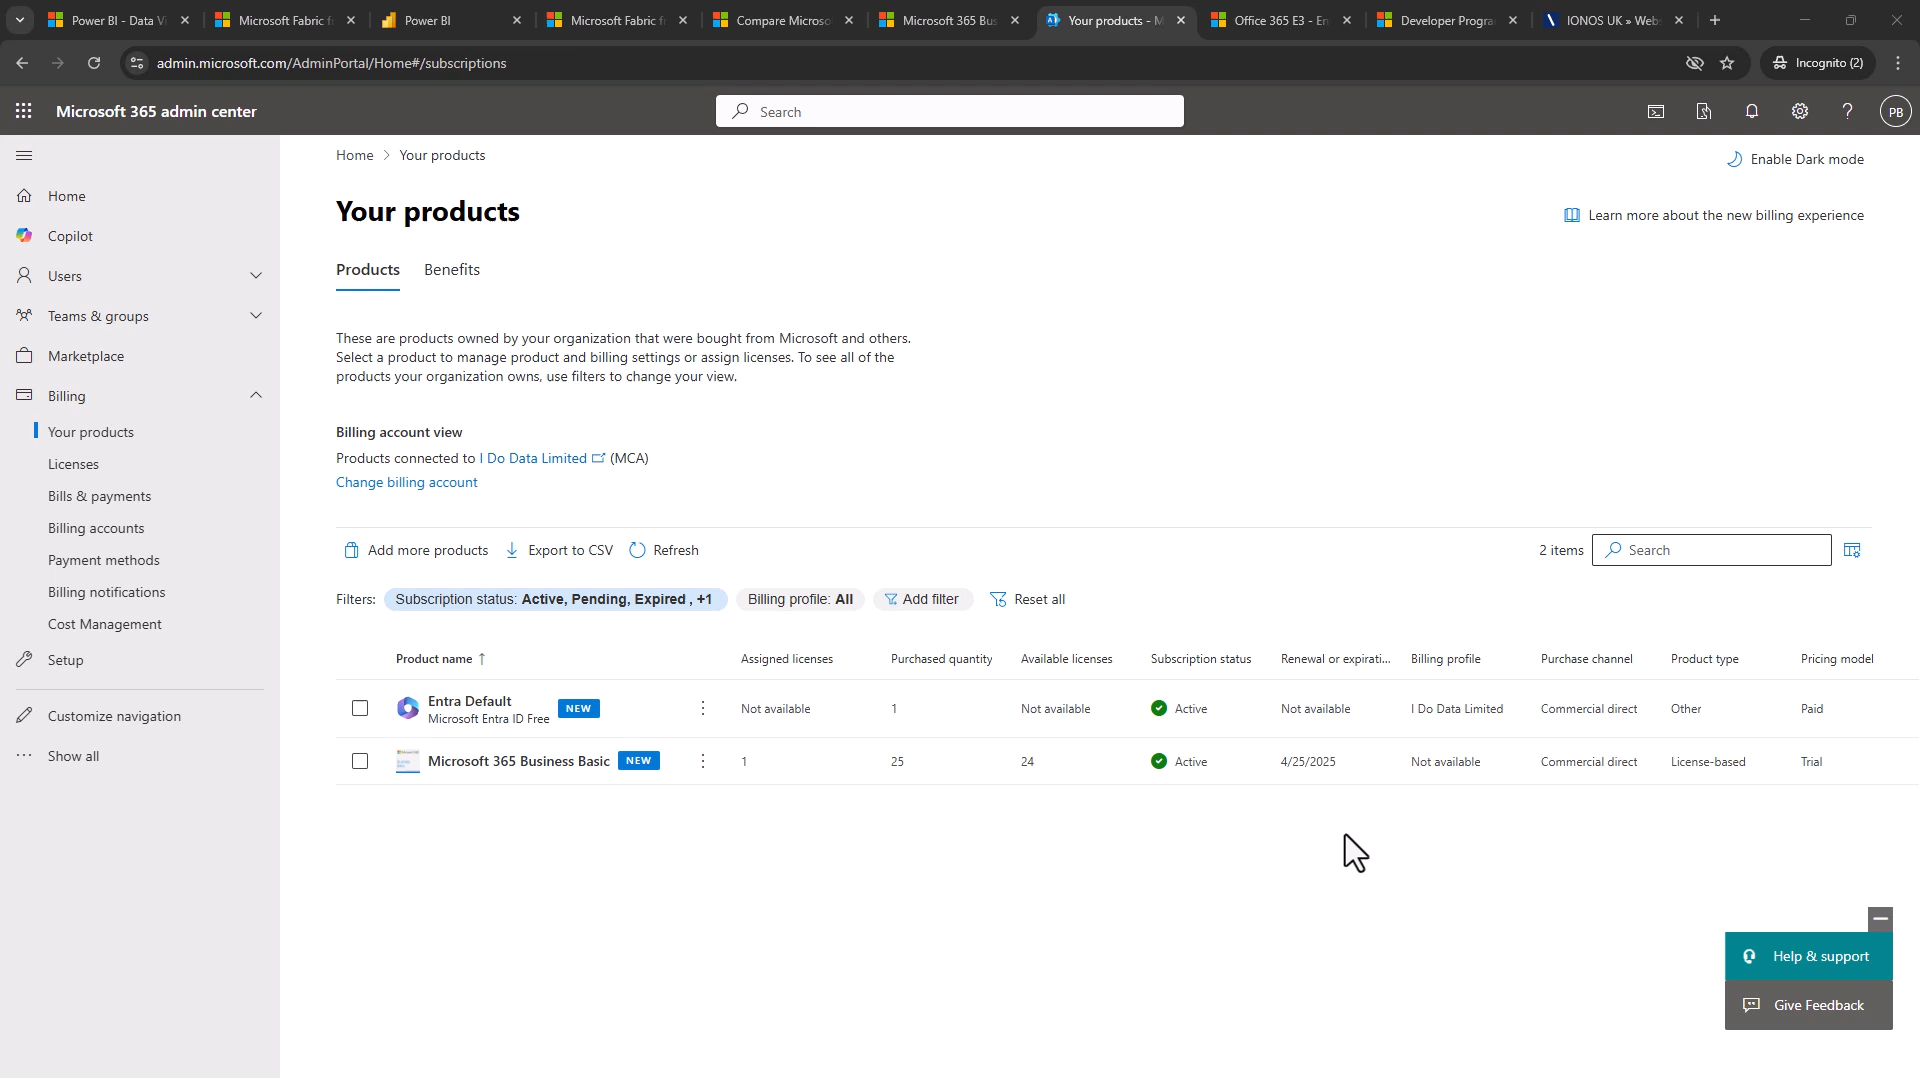 Power BI - Data Vi
Microsoft Fabric f
Power BI
Microsoft Fabric f
Compare Microso
Microsoft 365 Bus
Your products - M
Office 365 E3 - En
Developer Progra
IONOS UK » Web
admin.microsoft.com/AdminPortal/Home#/subscriptions
Incognito (2)
Microsoft 365 admin center
Search
PB
Home
Copilot
Users
Teams & groups
Marketplace
Billing
Your products
Licenses
Bills & payments
Billing accounts
Payment methods
Billing notifications
Cost Management
Setup
Customize navigation
Show all
Home > Your products
Enable Dark mode
Your products
Learn more about the new billing experience
Products Benefits
These are products owned by your organization that were bought from Microsoft and others.
Select a product to manage product and billing settings or assign licenses. To see all of the
products your organization owns, use filters to change your view.
Billing account view
Products connected to I Do Data Limited (MCA)
Change billing account
Add more products Export to CSV Refresh 2 items Search
Filters: Subscription status: Active, Pending, Expired , +1 Billing profile: All Add filter Reset all
Product name ↑ Assigned licenses Purchased quantity Available licenses Subscription status Renewal or expirati... Billing profile Purchase channel Product type Pricing model
Entra Default NEW Not available 1 Not available Active Not available I Do Data Limited Commercial direct Other Paid
Microsoft Entra ID Free
Microsoft 365 Business Basic NEW 1 25 24 Active 4/25/2025 Not available Commercial direct License-based Trial
Help & support
Give Feedback